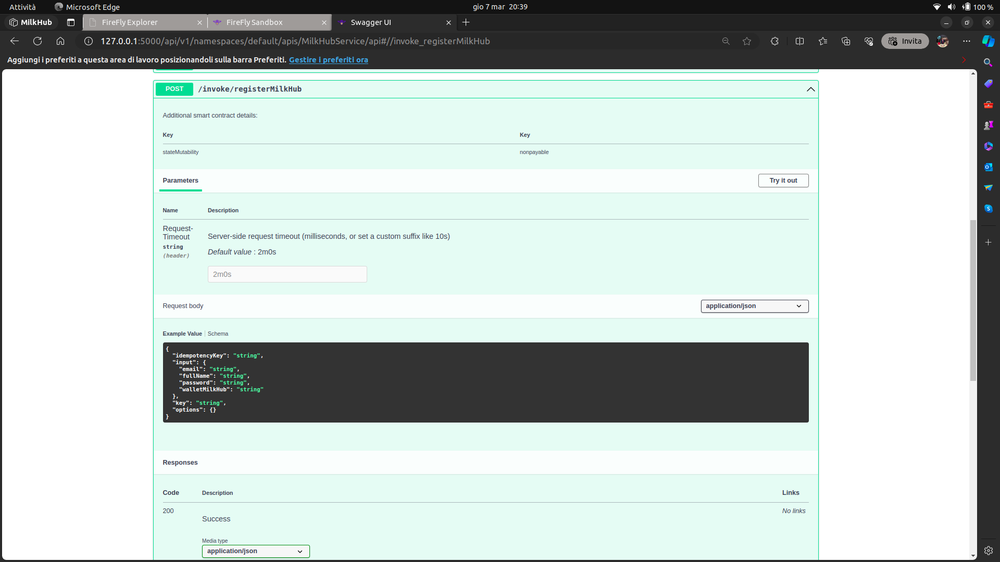 Attività
Microsoft Edge
gio 7 mar 20:39
100 %
MilkHub
FireFly Explorer
FireFly Sandbox
Swagger UI
127.0.0.1:5000/api/v1/namespaces/default/apis/MilkHubService/api#//invoke_registerMilkHub
Invita
Aggiungi i preferiti a questa area di lavoro posizionandoli sulla barra Preferiti. Gestire i preferiti ora
POST /invoke/registerMilkHub
Additional smart contract details:
Key Key
stateMutability nonpayable
Parameters
Try it out
Name Description
Request-
Timeout
string
(header)
Server-side request timeout (milliseconds, or set a custom suffix like 10s)
Default value : 2m0s
2m0s
Request body
application/json
Example Value Schema
{
  "idempotencyKey": "string",
  "input": {
    "email": "string",
    "fullName": "string",
    "password": "string",
    "walletMilkHub": "string"
  },
  "key": "string",
  "options": {}
}
Responses
Code Description Links
200
Success
No links
Media type
application/json